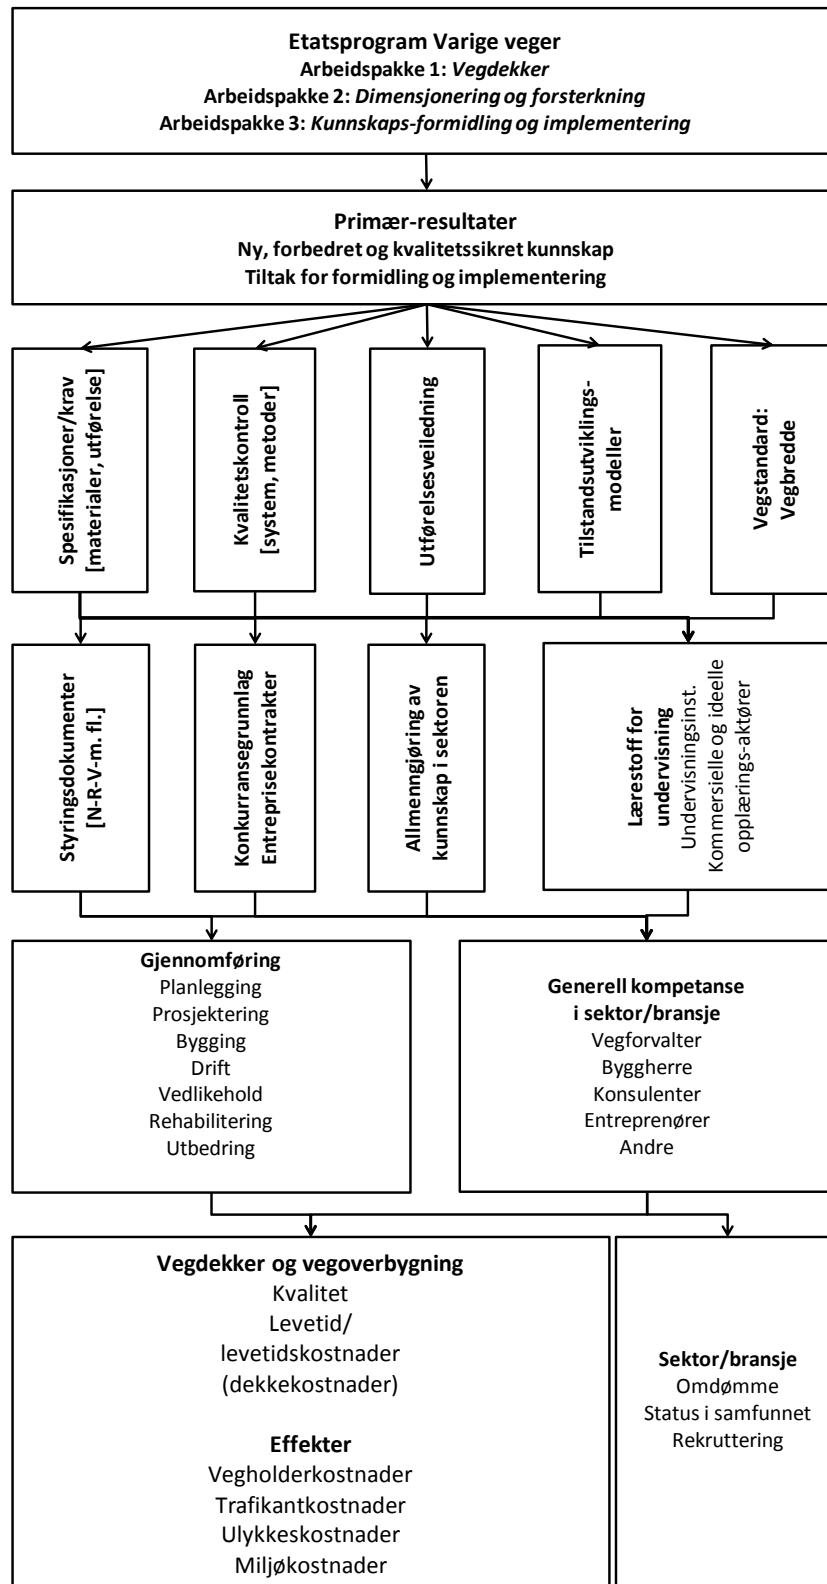 Etatsprogram Varige veger
Arbeidspakke 1: Vegdekker
Arbeidspakke 2: Dimensjonering og forsterkning
Arbeidspakke 3: Kunnskaps-formidling og implementering
Primær-resultater
Ny, forbedret og kvalitetssikret kunnskap
Tiltak for formidling og implementering
Spesifikasjoner/krav
[materialer, utførelse]
Kvalitetskontroll
[system, metoder]
Utførelsesveiledning
Tilstandsutviklings-
modeller
Vegstandard:
Vegbredde
Styringsdokumenter
[N-R-V-m. fl.]
Konkurransegrunnlag
Entreprisekontrakter
Allmenngjøring av
kunnskap i sektoren
Lærestoff for
undervisning
Undervisningsinst.
Kommersielle og ideelle
opplærings-aktører
Gjennomføring
Planlegging
Prosjektering
Bygging
Drift
Vedlikehold
Rehabilitering
Utbedring
Generell kompetanse
i sektor/bransje
Vegforvalter
Byggherre
Konsulenter
Entreprenører
Andre
Vegdekker og vegoverbygning
Kvalitet
Levetid/
levetidskostnader
(dekkekostnader)
Effekter
Vegholderkostnader
Trafikantkostnader
Ulykkeskostnader
Miljøkostnader
Sektor/bransje
Omdømme
Status i samfunnet
Rekruttering